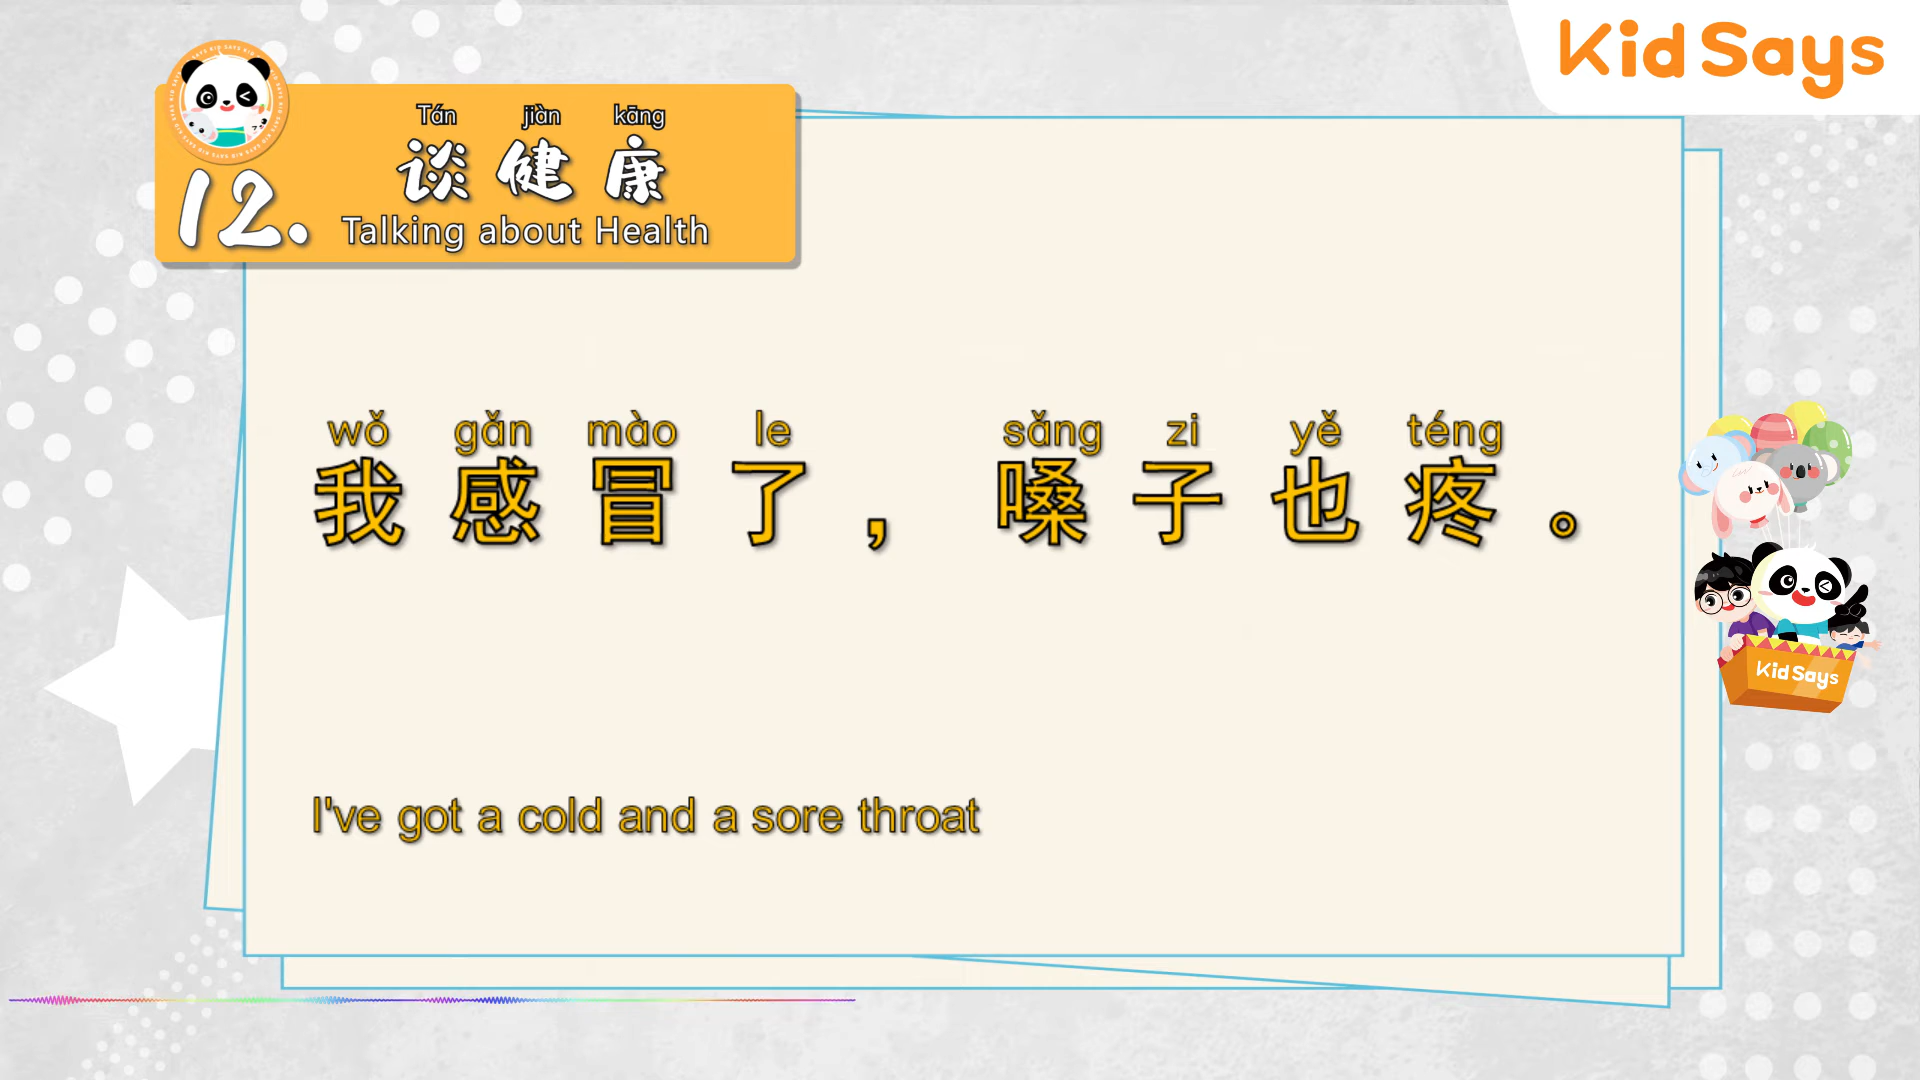 Kid Says
Tán jiàn kāng
谈健康
12.
Talking about Health
wǒ gǎn mào le sǎng zi yě téng
我感冒了，嗓子也疼。
I've got a cold and a sore throat
Kid Says